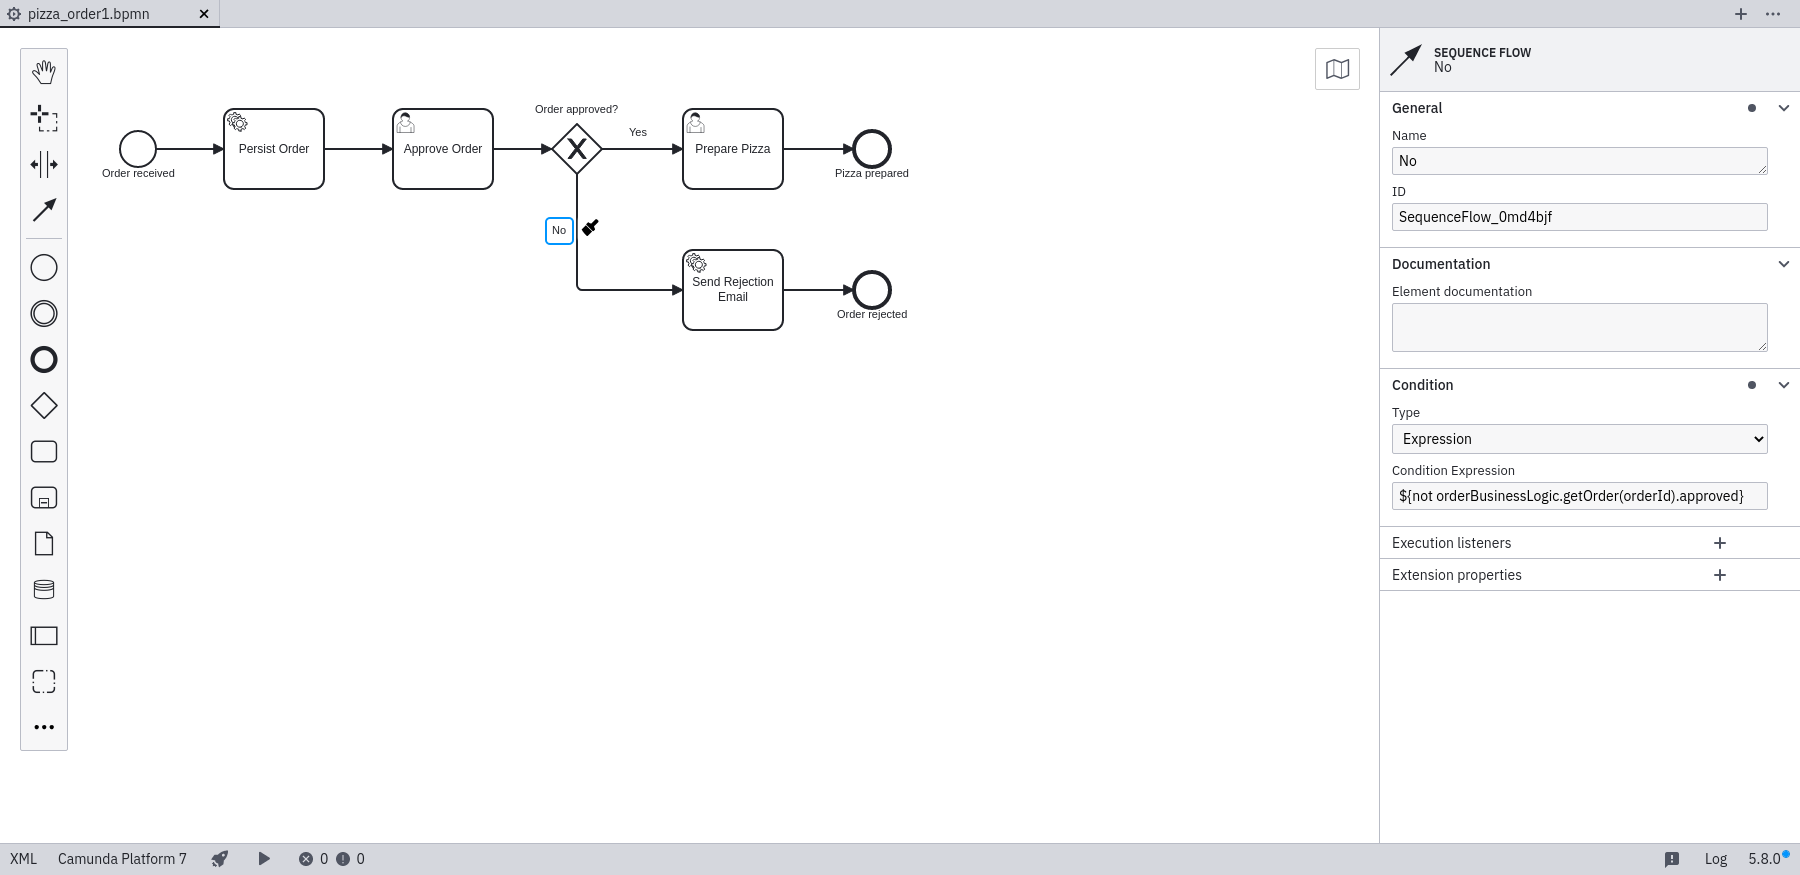 pizza_order1.bpmn
Order received
Persist Order
Approve Order
Order approved?
Yes
Prepare Pizza
Pizza prepared
No
Send Rejection
Email
Order rejected
SEQUENCE FLOW
No
General
Name
No
ID
SequenceFlow_0md4bjf
Documentation
Element documentation
Condition
Type
Expression
Condition Expression
${not orderBusinessLogic.getOrder(orderId).approved}
Execution listeners
Extension properties
XML
Camunda Platform 7
0
0
Log
5.8.0